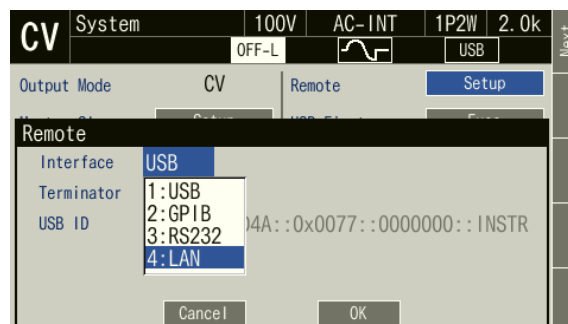 CV System 100V AC-INT 1P2W 2.0k
OFF-L USB
Next
Output Mode CV Remote Setup
Remote
Interface USB
Terminator 1:USB
2:GPIB
USB ID 04A::0x0077::0000000::INSTR
3:RS232
4:LAN
Cancel OK